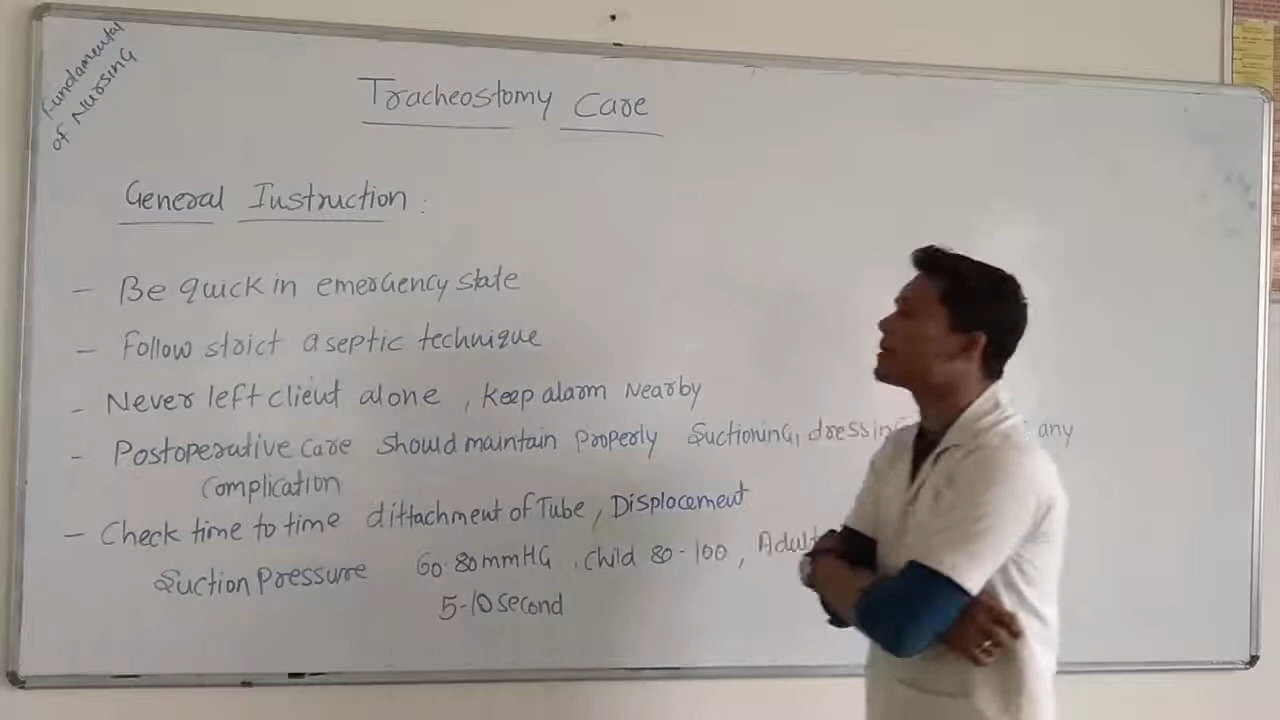 Fundamental
of Nursing
Tracheostomy Care
General Instruction :
- Be quick in emergency state
- Follow strict aseptic technique
- Never left client alone , keep alarm Nearby
- Postoperative care should maintain properly suctioning, dressing any
complication
- Check time to time dittachment of Tube, Displacement
Suction Pressure 60-80mmHG , child 80-100, Adult
5-10 second